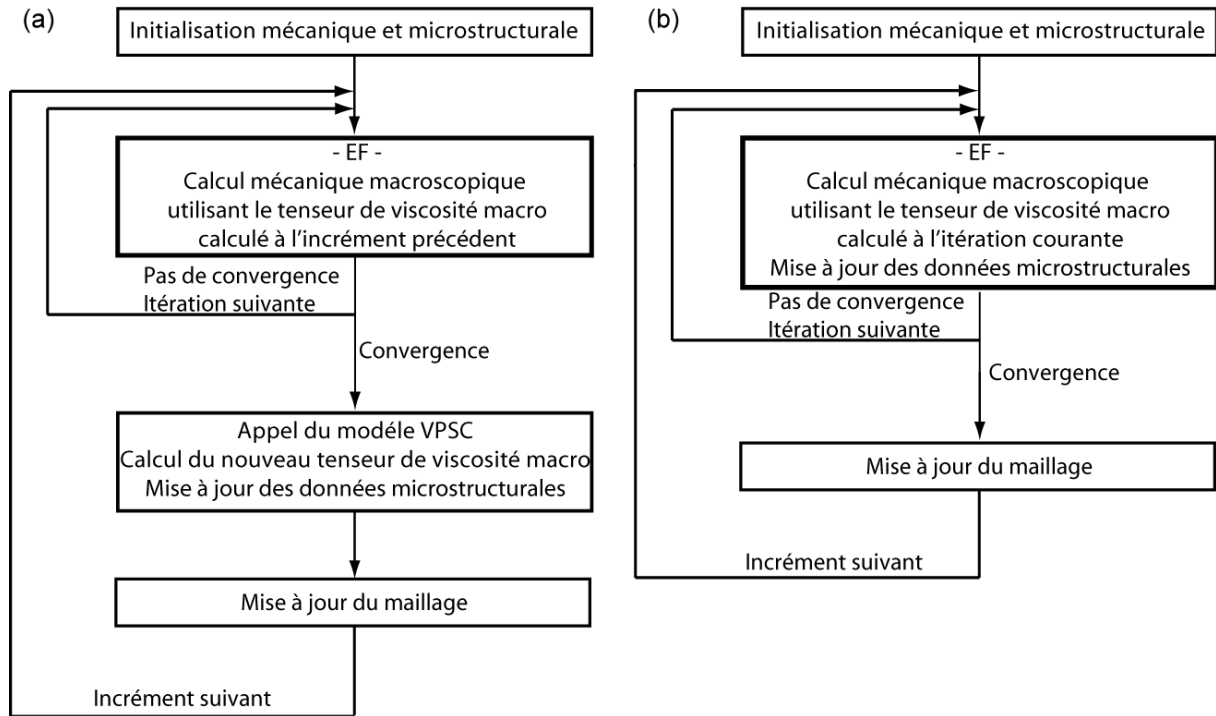 (a)
Initialisation mécanique et microstructurale
- EF -
Calcul mécanique macroscopique
utilisant le tenseur de viscosité macro
calculé à l'incrément précédent
Pas de convergence
Itération suivante
Convergence
Appel du modéle VPSC
Calcul du nouveau tenseur de viscosité macro
Mise à jour des données microstructurales
Mise à jour du maillage
Incrément suivant
(b)
Initialisation mécanique et microstructurale
- EF -
Calcul mécanique macroscopique
utilisant le tenseur de viscosité macro
calculé à l'itération courante
Mise à jour des données microstructurales
Pas de convergence
Itération suivante
Convergence
Mise à jour du maillage
Incrément suivant